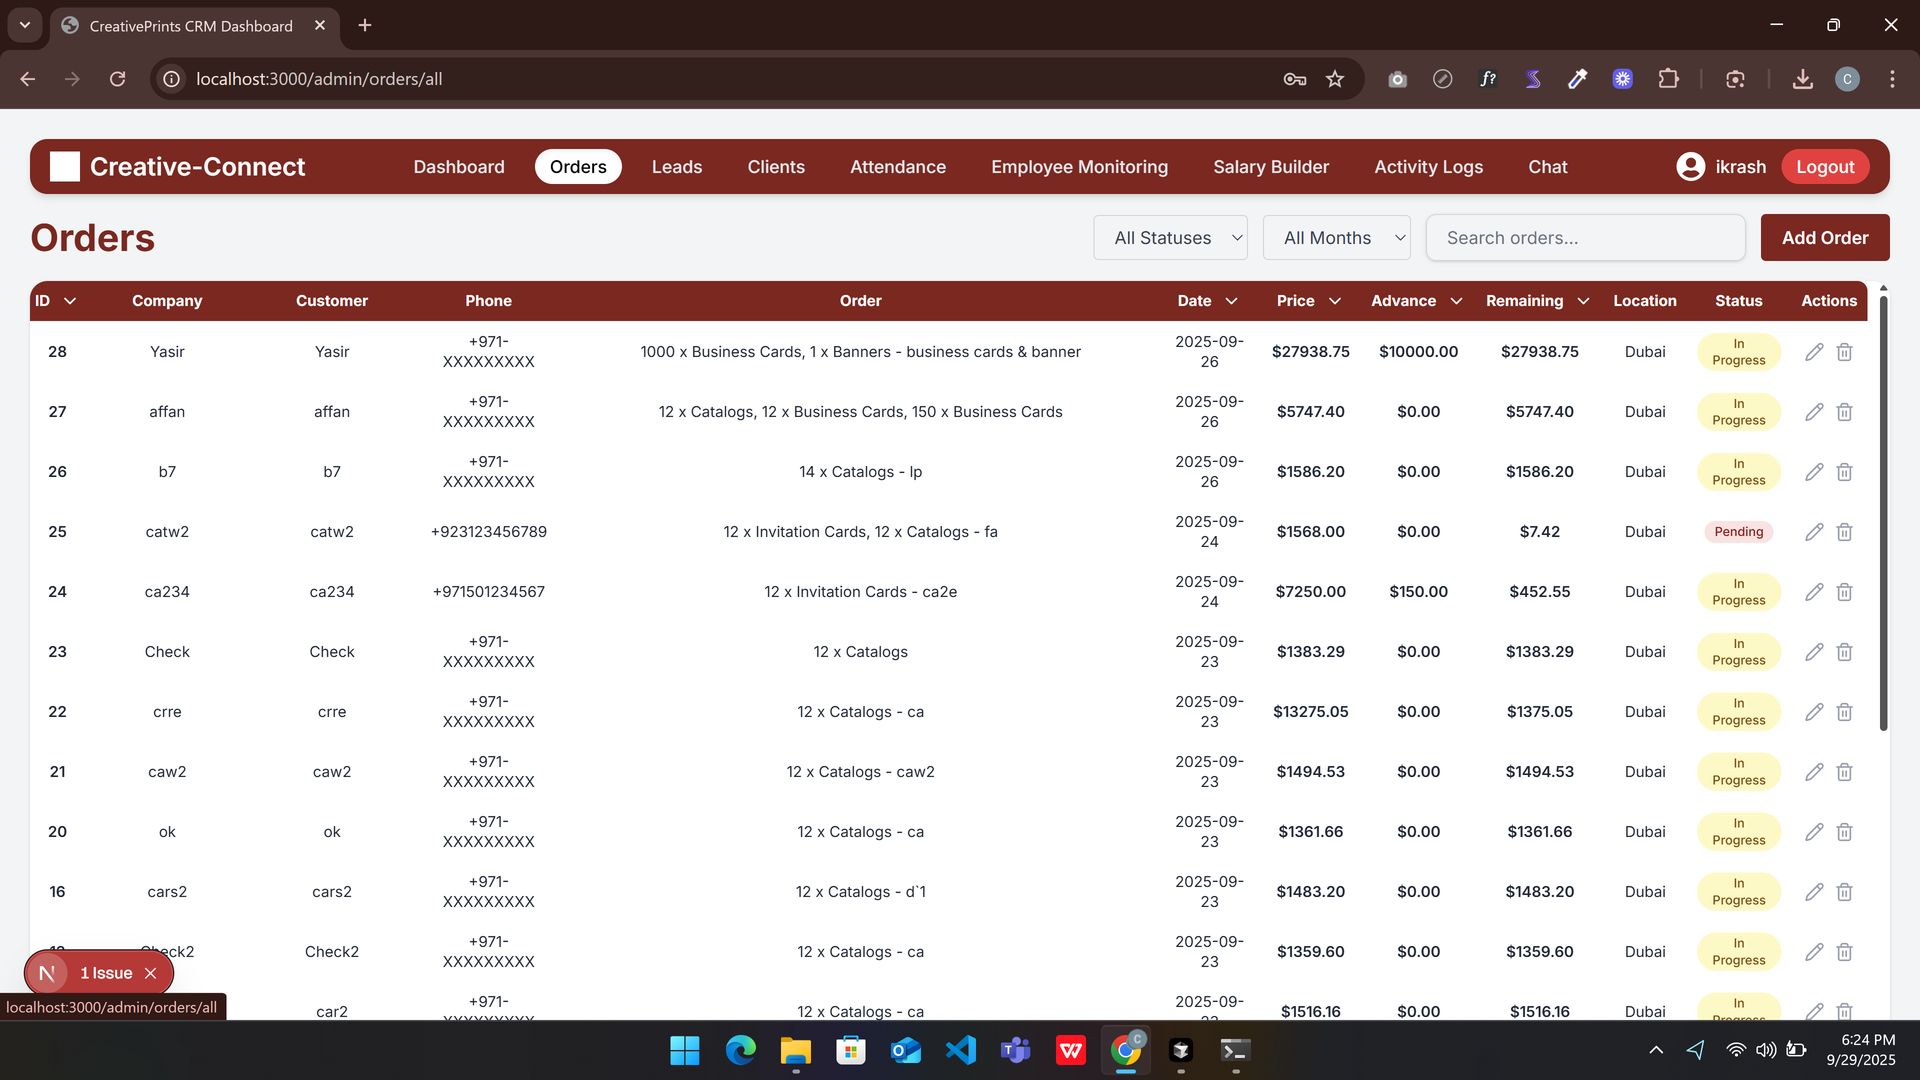 CreativePrints CRM Dashboard
localhost:3000/admin/orders/all
C
Creative-Connect Dashboard Orders Leads Clients Attendance Employee Monitoring Salary Builder Activity Logs Chat ikrash Logout
Orders All Statuses All Months Search orders... Add Order
ID Company Customer Phone Order Date Price Advance Remaining Location Status Actions
28 Yasir Yasir +971-XXXXXXXXX 1000 x Business Cards, 1 x Banners - business cards & banner 2025-09-26 $27938.75 $10000.00 $27938.75 Dubai In Progress
27 affan affan +971-XXXXXXXXX 12 x Catalogs, 12 x Business Cards, 150 x Business Cards 2025-09-26 $5747.40 $0.00 $5747.40 Dubai In Progress
26 b7 b7 +971-XXXXXXXXX 14 x Catalogs - lp 2025-09-26 $1586.20 $0.00 $1586.20 Dubai In Progress
25 catw2 catw2 +923123456789 12 x Invitation Cards, 12 x Catalogs - fa 2025-09-24 $1568.00 $0.00 $7.42 Dubai Pending
24 ca234 ca234 +971501234567 12 x Invitation Cards - ca2e 2025-09-24 $7250.00 $150.00 $452.55 Dubai In Progress
23 Check Check +971-XXXXXXXXX 12 x Catalogs 2025-09-23 $1383.29 $0.00 $1383.29 Dubai In Progress
22 crre crre +971-XXXXXXXXX 12 x Catalogs - ca 2025-09-23 $13275.05 $0.00 $1375.05 Dubai In Progress
21 caw2 caw2 +971-XXXXXXXXX 12 x Catalogs - caw2 2025-09-23 $1494.53 $0.00 $1494.53 Dubai In Progress
20 ok ok +971-XXXXXXXXX 12 x Catalogs - ca 2025-09-23 $1361.66 $0.00 $1361.66 Dubai In Progress
16 cars2 cars2 +971-XXXXXXXXX 12 x Catalogs - d`1 2025-09-23 $1483.20 $0.00 $1483.20 Dubai In Progress
Check2 Check2 +971-XXXXXXXXX 12 x Catalogs - ca 2025-09-23 $1359.60 $0.00 $1359.60 Dubai In Progress
N 1 Issue
car2 +971-XXXXXXXXX 12 x Catalogs - ca 2025-09-23 $1516.16 $0.00 $1516.16 Dubai In Progress
localhost:3000/admin/orders/all
6:24 PM
9/29/2025